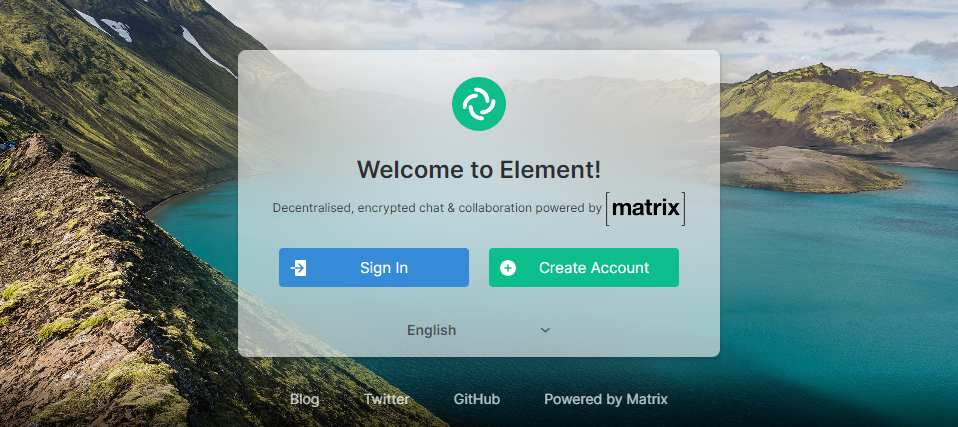 Welcome to Element!
Decentralised, encrypted chat & collaboration powered by [matrix]
Sign In Create Account
English
Blog Twitter GitHub Powered by Matrix